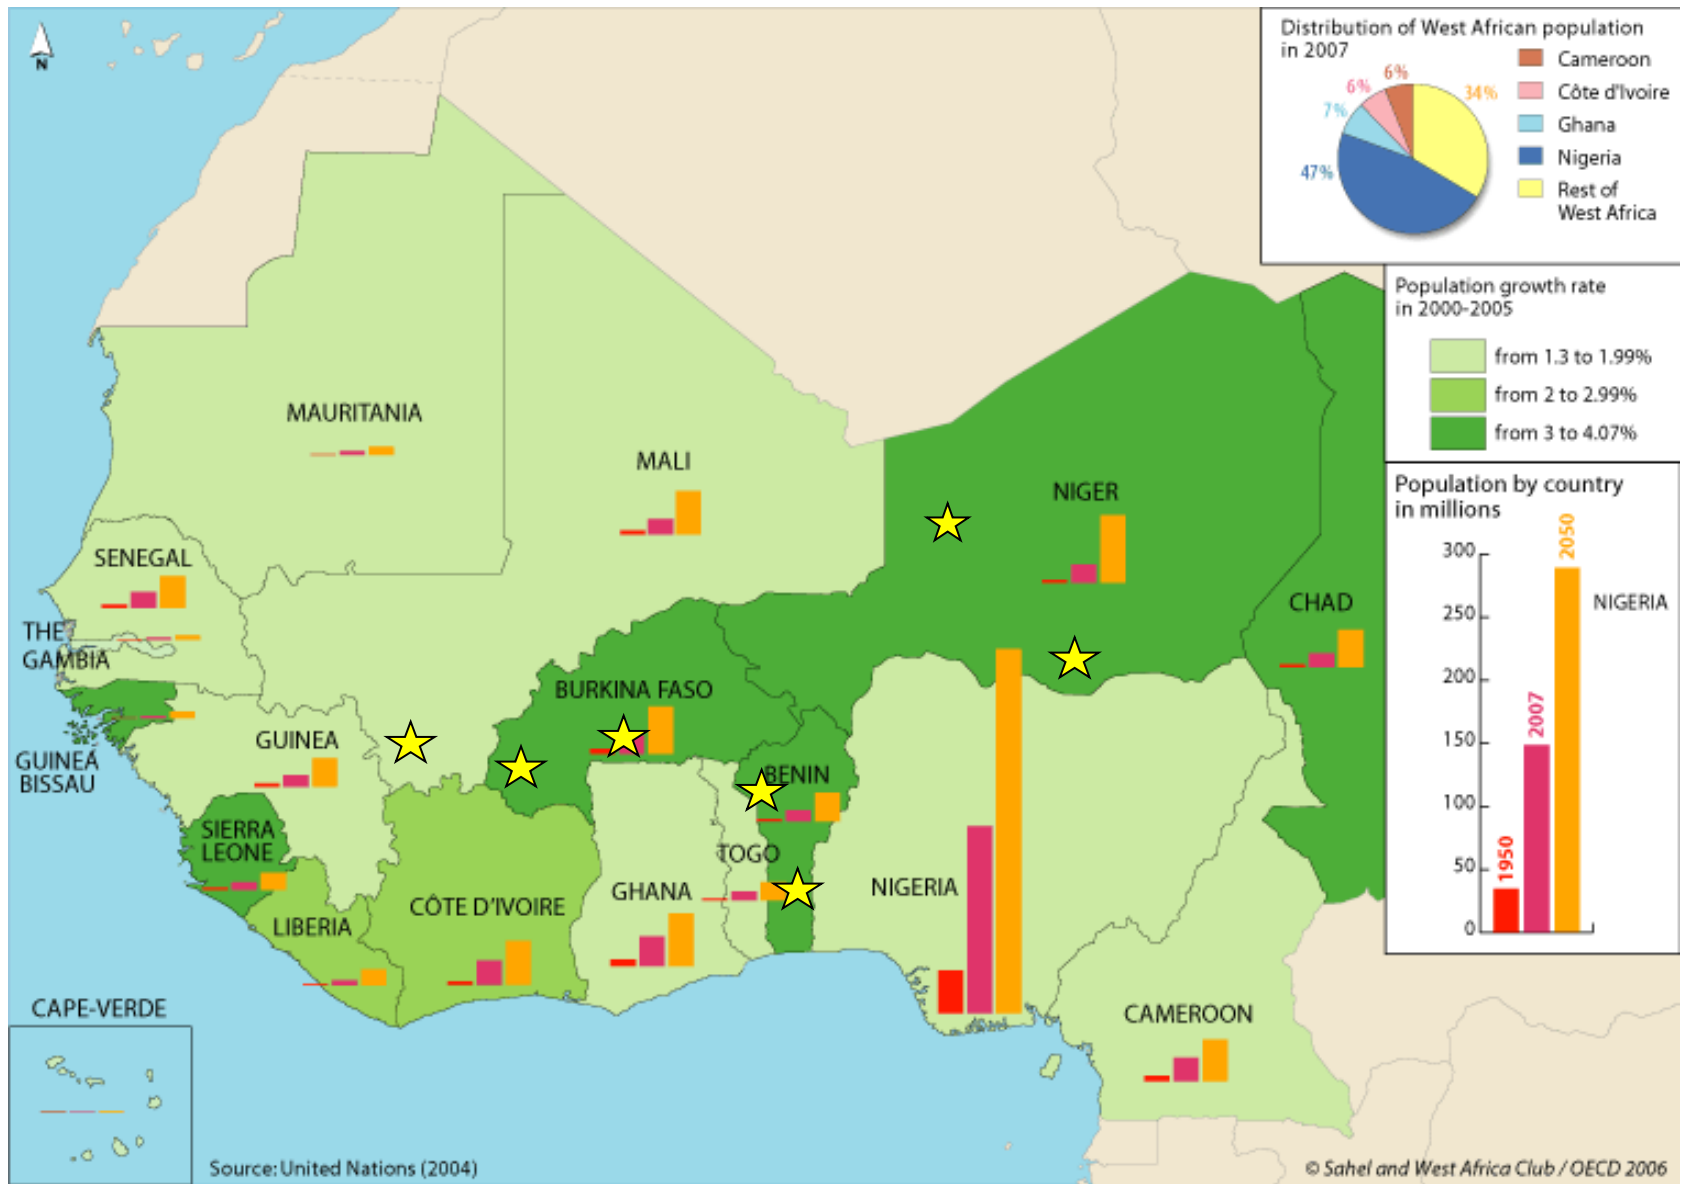 N
Distribution of West African population
in 2007
6%
6%
7%
47%
34%
Cameroon
Côte d'Ivoire
Ghana
Nigeria
Rest of
West Africa
Population growth rate
in 2000-2005
from 1.3 to 1.99%
from 2 to 2.99%
from 3 to 4.07%
Population by country
in millions
300
250
200
150
100
50
0
1950
2007
2050
NIGERIA
MAURITANIA
MALI
NIGER
CHAD
SENEGAL
THE
GAMBIA
GUINEA
BISSAU
GUINEA
BURKINA FASO
BENIN
SIERRA
LEONE
TOGO
LIBERIA
CÔTE D'IVOIRE
GHANA
NIGERIA
CAPE-VERDE
CAMEROON
Source: United Nations (2004)
© Sahel and West Africa Club / OECD 2006